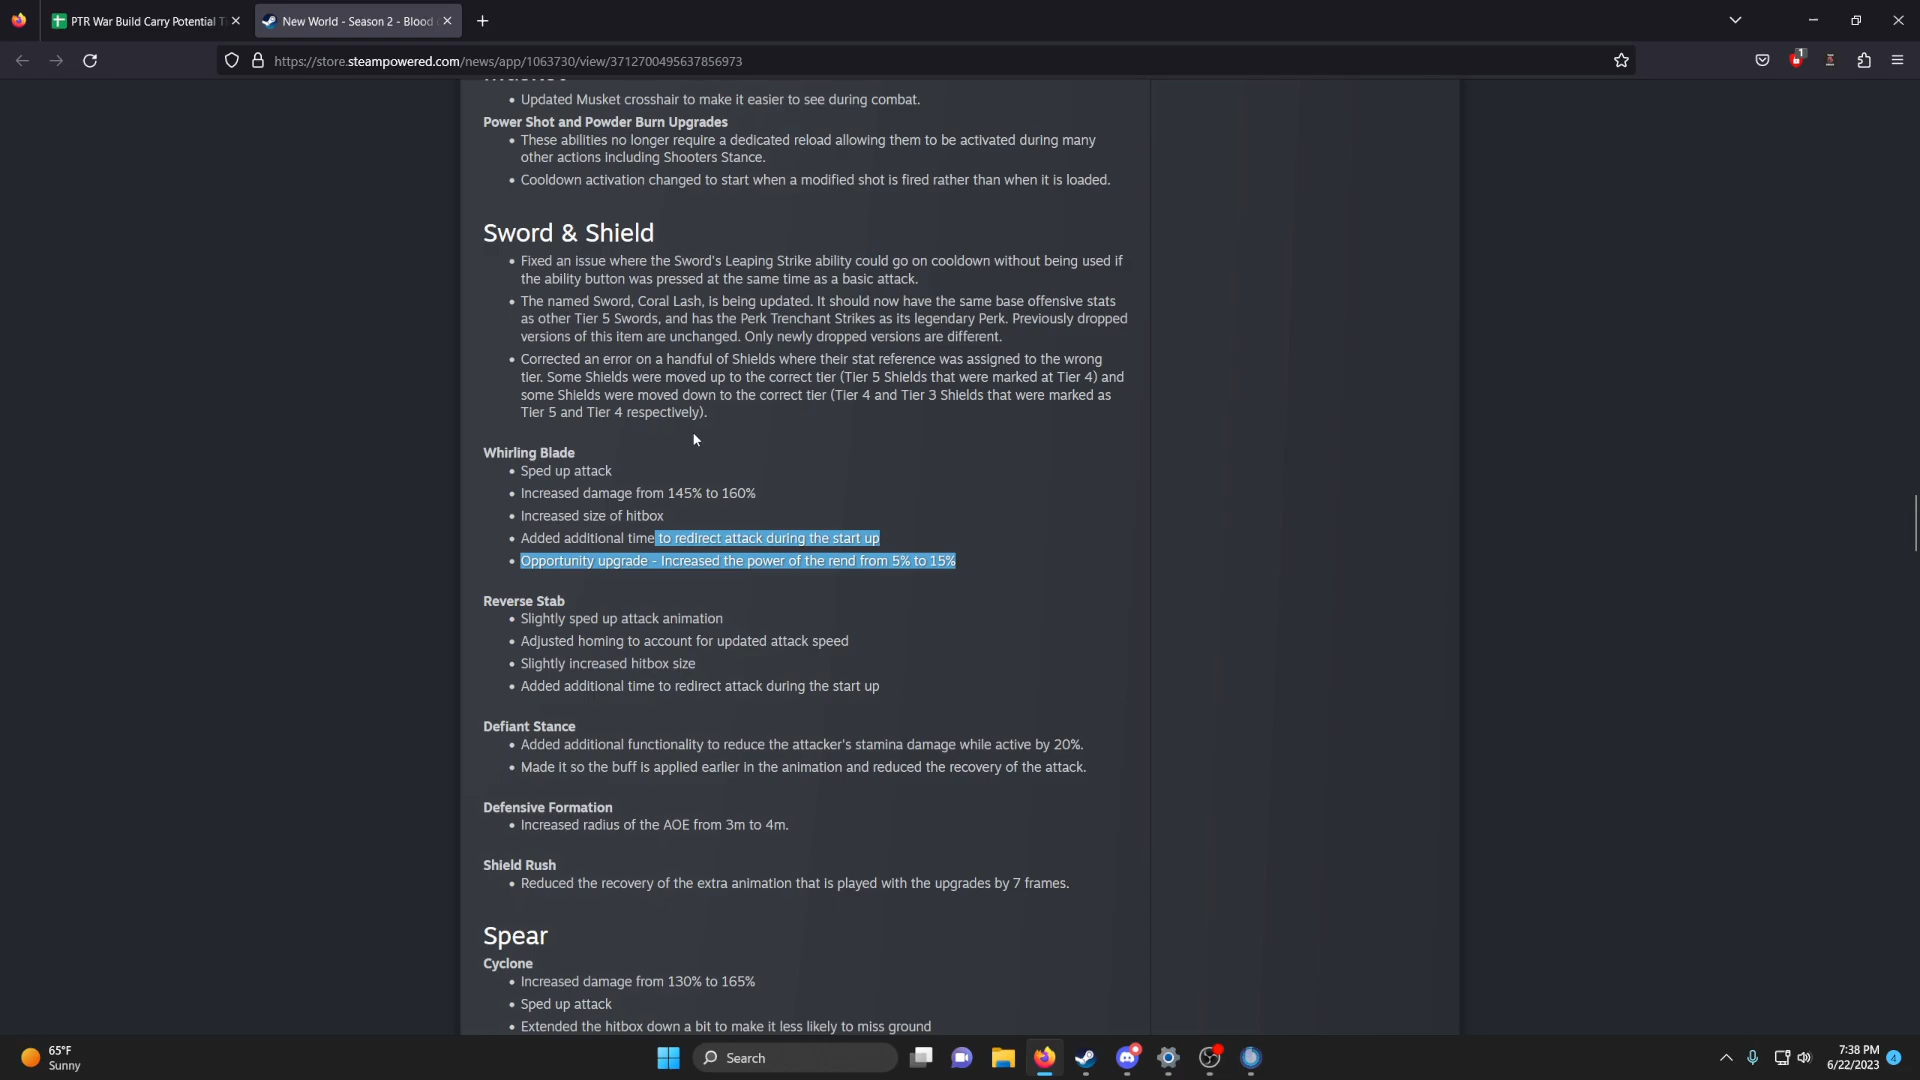 PTR War Build Carry Potential T
New World - Season 2 - Blood
https://store.steampowered.com/news/app/1063730/view/3712700495637856973
1
Updated Musket crosshair to make it easier to see during combat.
Power Shot and Powder Burn Upgrades
These abilities no longer require a dedicated reload allowing them to be activated during many
other actions including Shooters Stance.
Cooldown activation changed to start when a modified shot is fired rather than when it is loaded.
Sword & Shield
Fixed an issue where the Sword's Leaping Strike ability could go on cooldown without being used if
the ability button was pressed at the same time as a basic attack.
The named Sword, Coral Lash, is being updated. It should now have the same base offensive stats
as other Tier 5 Swords, and has the Perk Trenchant Strikes as its legendary Perk. Previously dropped
versions of this item are unchanged. Only newly dropped versions are different.
Corrected an error on a handful of Shields where their stat reference was assigned to the wrong
tier. Some Shields were moved up to the correct tier (Tier 5 Shields that were marked at Tier 4) and
some Shields were moved down to the correct tier (Tier 4 and Tier 3 Shields that were marked as
Tier 5 and Tier 4 respectively).
Whirling Blade
Sped up attack
Increased damage from 145% to 160%
Increased size of hitbox
Added additional time to redirect attack during the start up
Opportunity upgrade - Increased the power of the rend from 5% to 15%
Reverse Stab
Slightly sped up attack animation
Adjusted homing to account for updated attack speed
Slightly increased hitbox size
Added additional time to redirect attack during the start up
Defiant Stance
Added additional functionality to reduce the attacker's stamina damage while active by 20%.
Made it so the buff is applied earlier in the animation and reduced the recovery of the attack.
Defensive Formation
Increased radius of the AOE from 3m to 4m.
Shield Rush
Reduced the recovery of the extra animation that is played with the upgrades by 7 frames.
Spear
Cyclone
Increased damage from 130% to 165%
Sped up attack
Extended the hitbox down a bit to make it less likely to miss ground
65°F
Sunny
Search
7:38 PM
6/22/2023
4